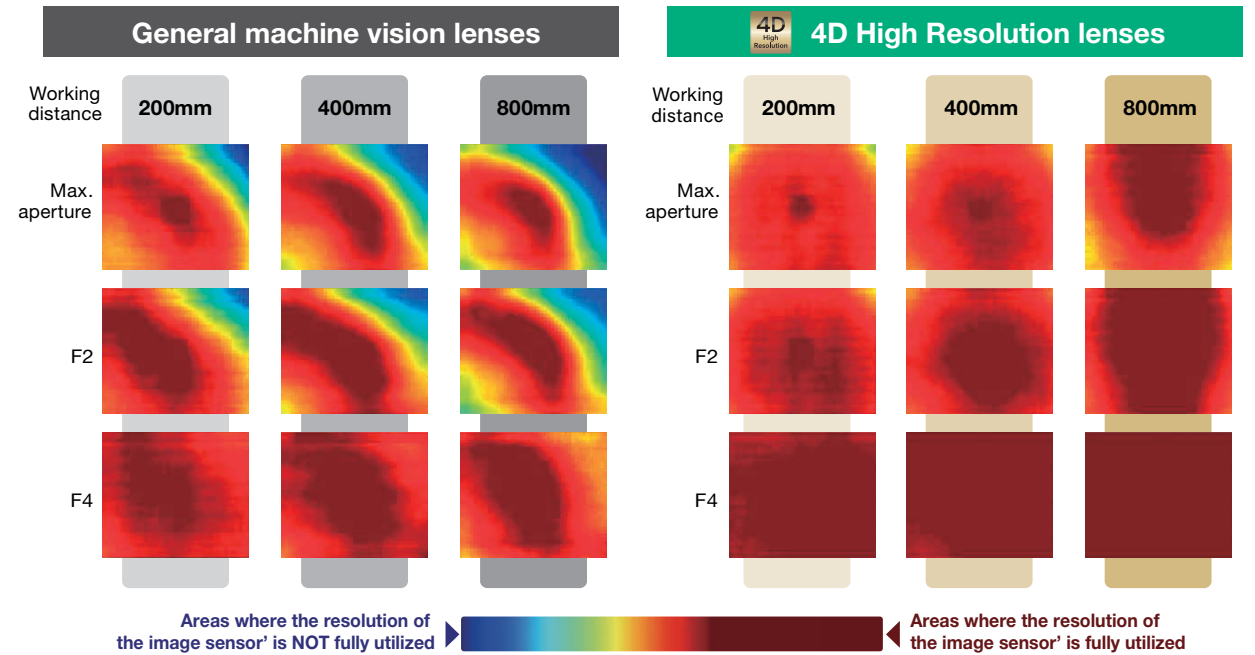 General machine vision lenses
4D
High
Resolution
4D High Resolution lenses
Working
distance
200mm
400mm
800mm
Max.
aperture
F2
F4
Working
distance
200mm
400mm
800mm
Max.
aperture
F2
F4
Areas where the resolution of
the image sensor’ is NOT fully utilized
Areas where the resolution of
the image sensor’ is fully utilized